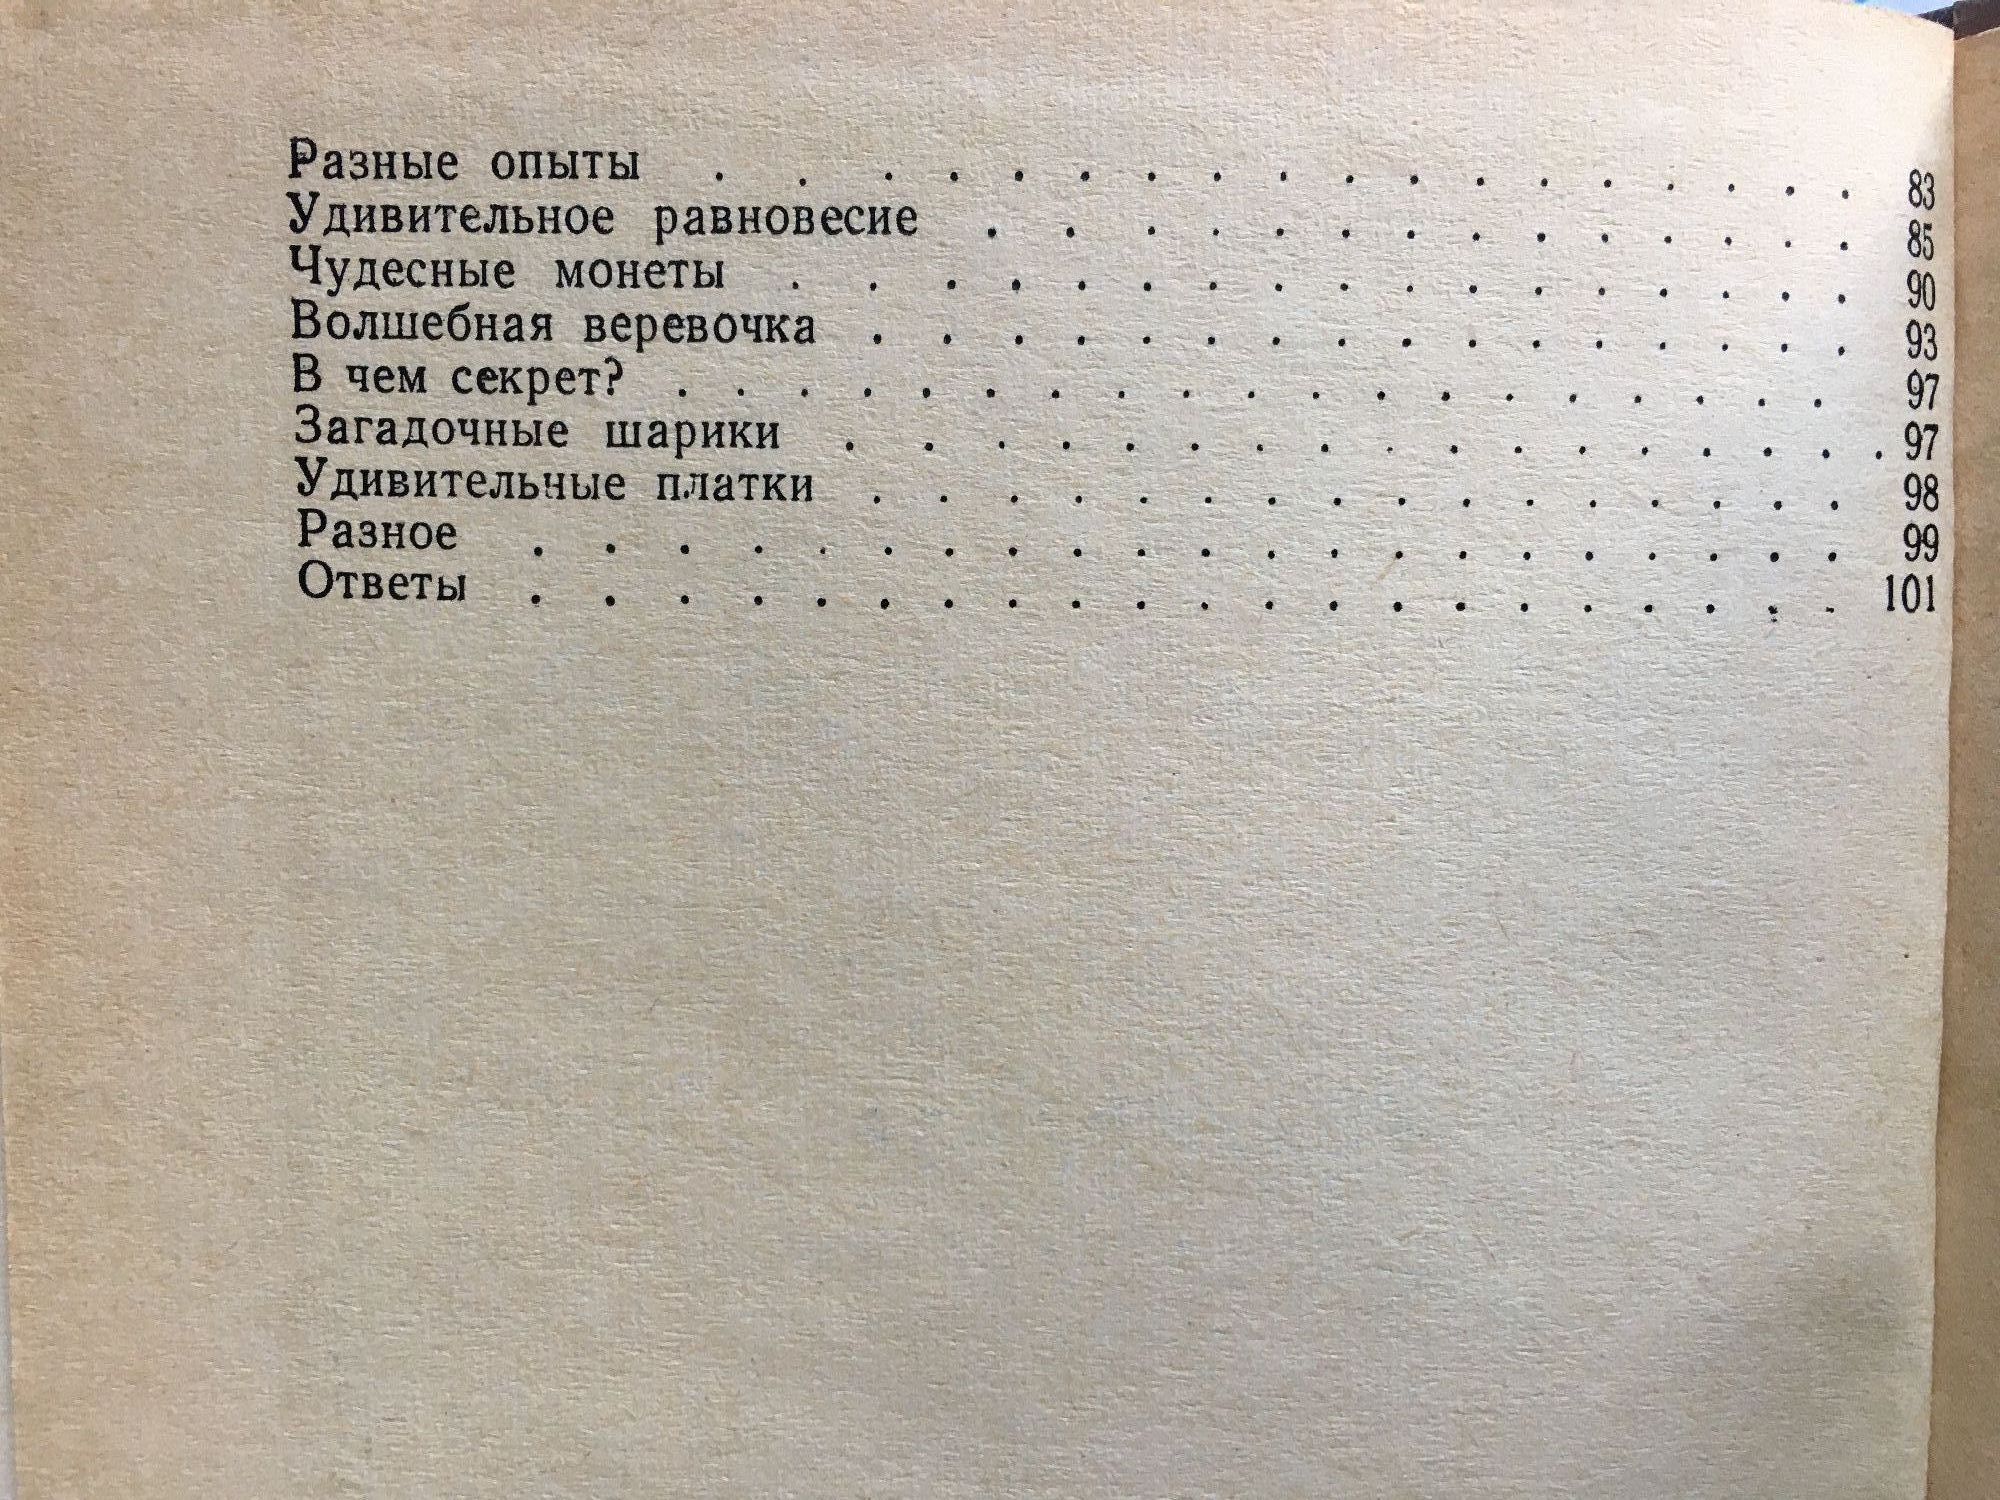 Разные опыты . . . . . . . . . . . . . . . . . . 83
Удивительное равновесие . . . . . . . . . . . . . . 85
Чудесные монеты . . . . . . . . . . . . . . . . . 90
Волшебная веревочка . . . . . . . . . . . . . . . . 93
В чем секрет? . . . . . . . . . . . . . . . . . . 97
Загадочные шарики . . . . . . . . . . . . . . . . . 97
Удивительные платки . . . . . . . . . . . . . . . . 98
Разное . . . . . . . . . . . . . . . . . . . . . 99
Ответы . . . . . . . . . . . . . . . . . . . . . 101